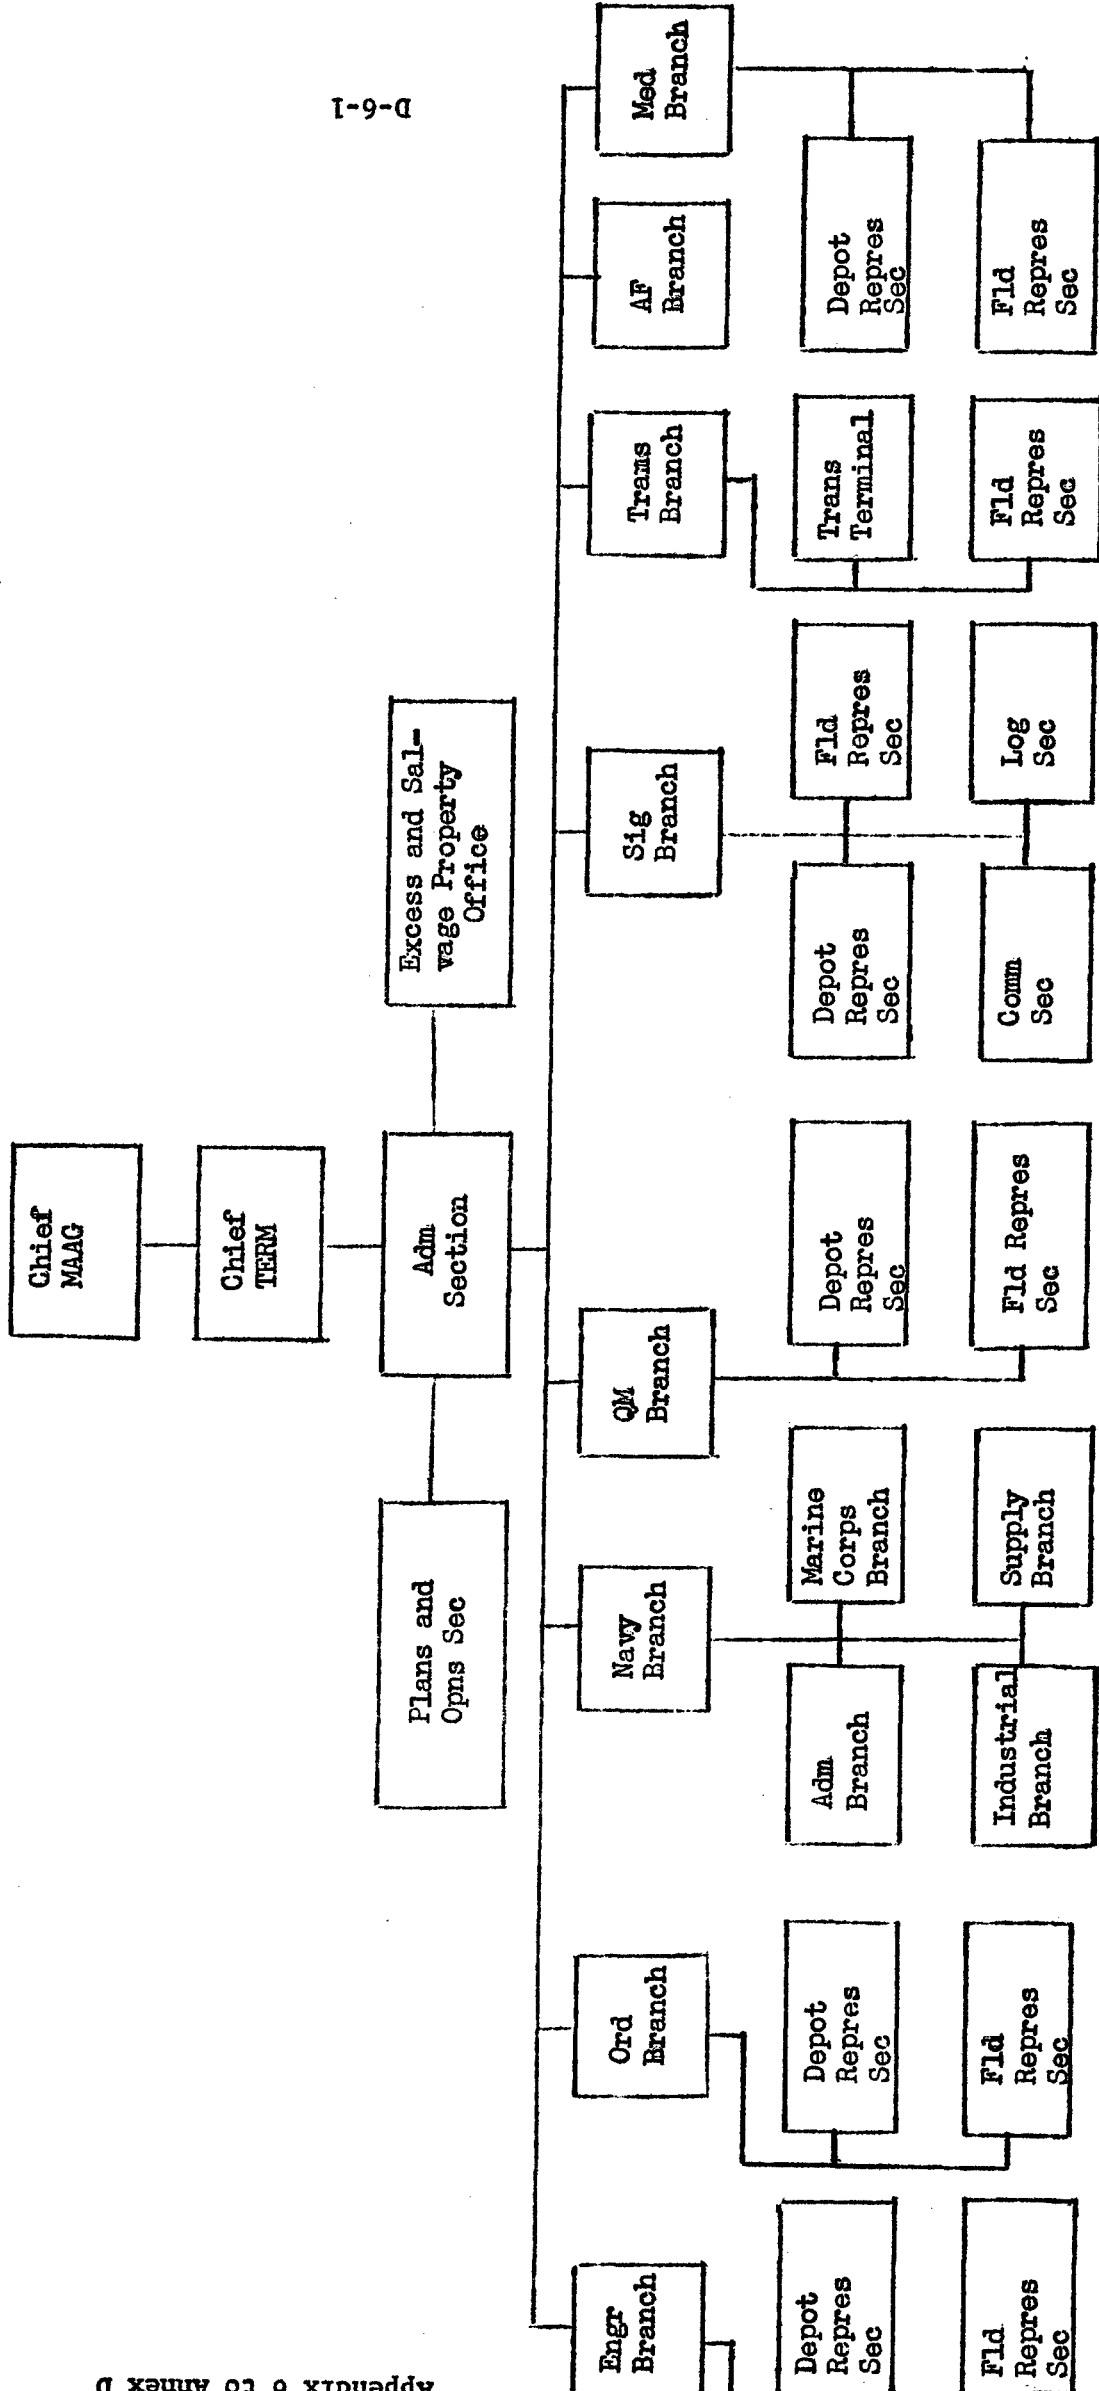 Appendix 6 to Annex D
Chief
MAAG
Chief
TERM
Plans and
Opns Sec
Adm
Section
Excess and Sal-
vage Property
Office
Engr
Branch
Ord
Branch
Navy
Branch
QM
Branch
Sig
Branch
Trans
Branch
AF
Branch
Med
Branch
Depot
Repres
Sec
Depot
Repres
Sec
Adm
Branch
Marine
Corps
Branch
Depot
Repres
Sec
Depot
Repres
Sec
Fld
Repres
Sec
Trans
Terminal
Depot
Repres
Sec
Fld
Repres
Sec
Fld
Repres
Sec
Industrial
Branch
Supply
Branch
Fld Repres
Sec
Comm
Sec
Log
Sec
Fld
Repres
Sec
Fld
Repres
Sec
D-6-1